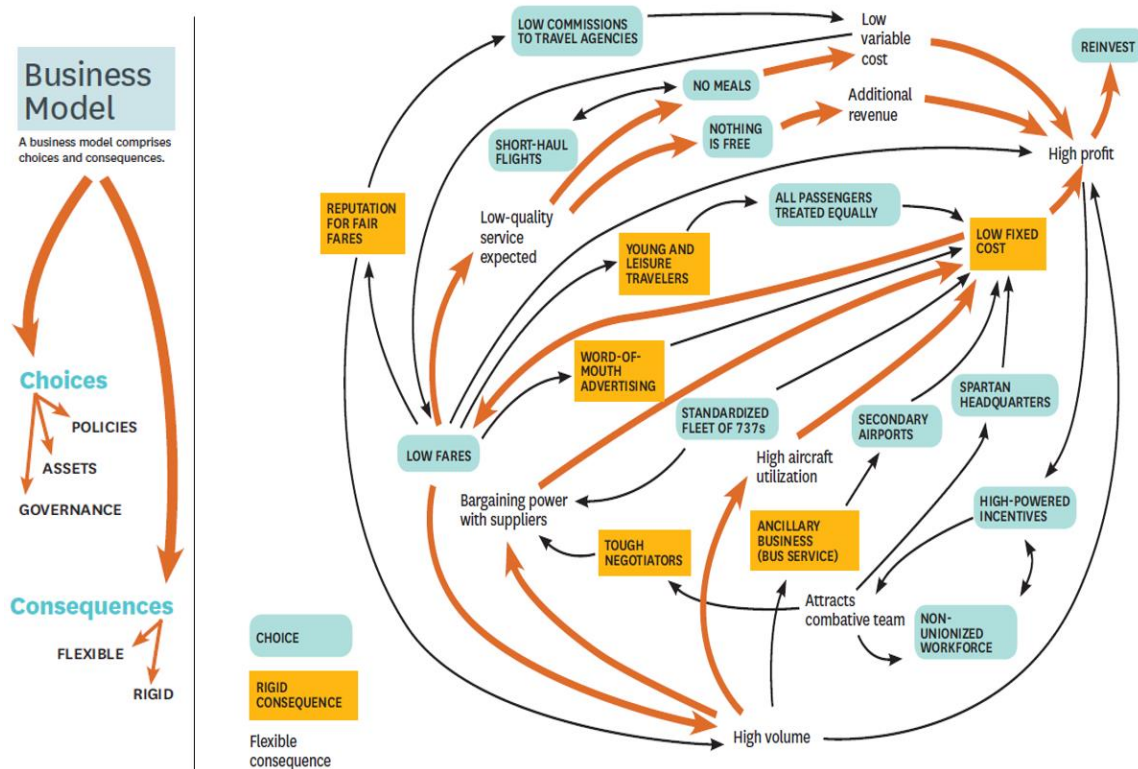 Business
Model
A business model comprises
choices and consequences.
Choices
POLICIES
ASSETS
GOVERNANCE
Consequences
FLEXIBLE
RIGID
LOW COMMISSIONS
TO TRAVEL AGENCIES
Low
variable
cost
REINVEST
NO MEALS
Additional
revenue
SHORT-HAUL
FLIGHTS
NOTHING
IS FREE
High profit
REPUTATION
FOR FAIR
FARES
Low-quality
service
expected
ALL PASSENGERS
TREATED EQUALLY
YOUNG AND
LEISURE
TRAVELERS
LOW FIXED
COST
WORD-OF-
MOUTH
ADVERTISING
SPARTAN
HEADQUARTERS
STANDARDIZED
FLEET OF 737s
SECONDARY
AIRPORTS
LOW FARES
High aircraft
utilization
Bargaining power
with suppliers
HIGH-POWERED
INCENTIVES
ANCILLARY
BUSINESS
(BUS SERVICE)
TOUGH
NEGOTIATORS
Attracts
combative team
NON-
UNIONIZED
WORKFORCE
CHOICE
RIGID
CONSEQUENCE
High volume
Flexible
consequence